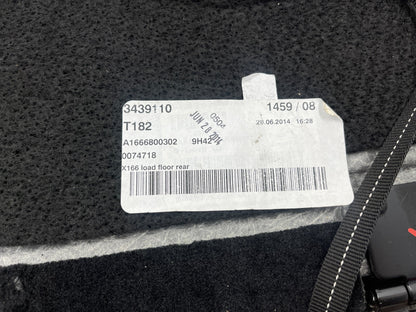 3439110 1459 / 08
0504
JUN 20 2014
T182 20.06.2014 16:28
A1666800302 9H42
0074718
X166 load floor rear